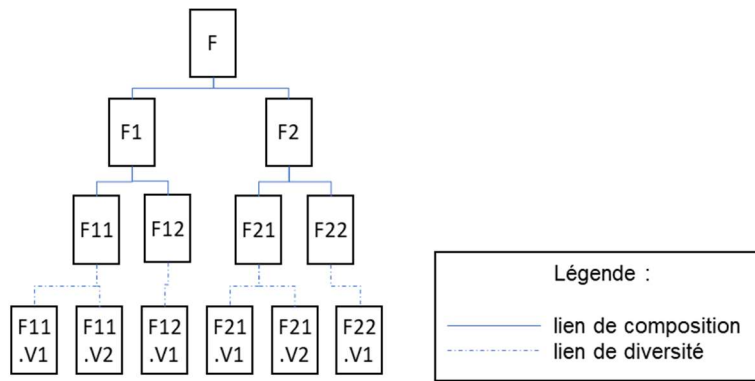 F
F1
F2
F11
F12
F21
F22
F11
.V1
F11
.V2
F12
.V1
F21
.V1
F21
.V2
F22
.V1
Légende :
lien de composition
lien de diversité